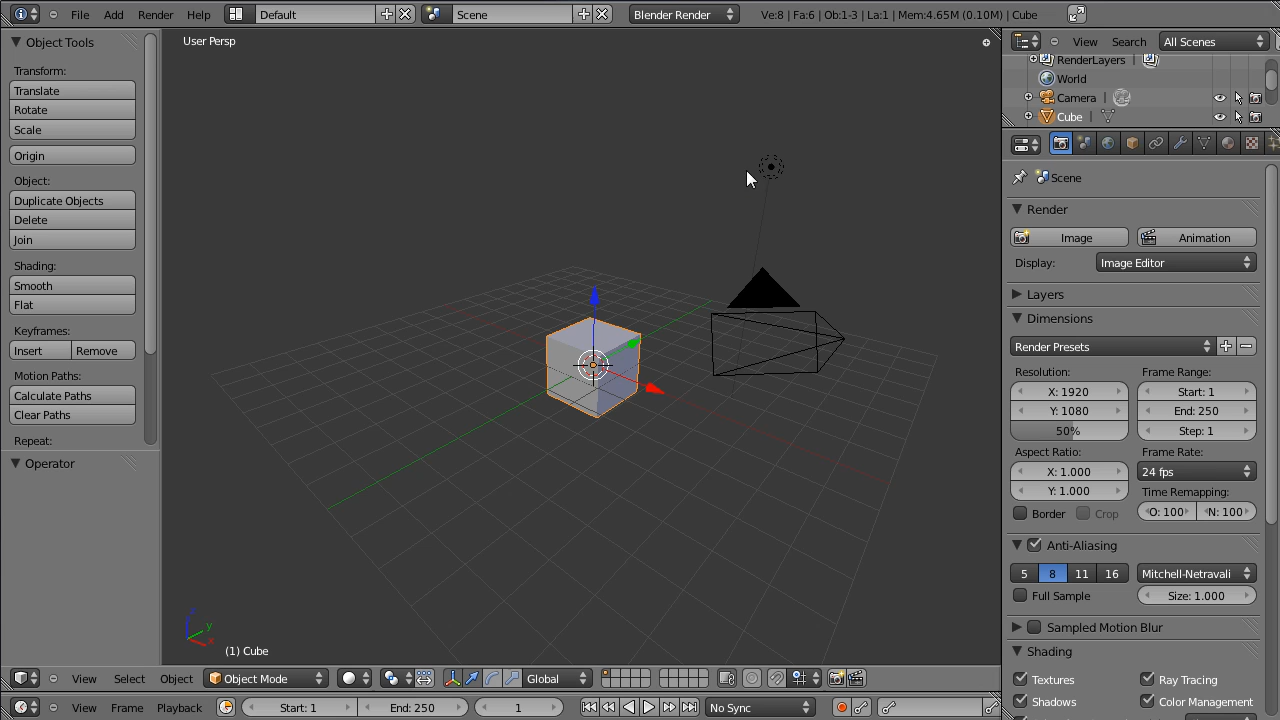 File Add Render Help Default Scene Blender Render Ve:8 | Fa:6 | Ob:1-3 | La:1 | Mem:4.65M (0.10M) | Cube
Object Tools
Transform:
Translate
Rotate
Scale
Origin
Object:
Duplicate Objects
Delete
Join
Shading:
Smooth
Flat
Keyframes:
Insert Remove
Motion Paths:
Calculate Paths
Clear Paths
Repeat:
Operator
User Persp
z
y
x
(1) Cube
View Search All Scenes
RenderLayers
World
Camera
Cube
Scene
Render
Image Animation
Display: Image Editor
Layers
Dimensions
Render Presets
Resolution: Frame Range:
X: 1920 Start: 1
Y: 1080 End: 250
50% Step: 1
Aspect Ratio: Frame Rate:
X: 1.000 24 fps
Y: 1.000 Time Remapping:
O: 100 N: 100
Border Crop
Anti-Aliasing
5 8 11 16 Mitchell-Netravali
Full Sample Size: 1.000
Sampled Motion Blur
Shading
Textures Ray Tracing
Shadows Color Management
View Select Object Object Mode Global
View Frame Playback Start: 1 End: 250 1 No Sync